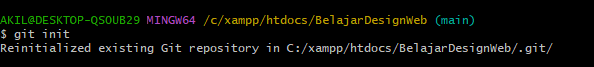 AKIL@DESKTOP-QSOUB29 MINGW64 /c/xampp/htdocs/BelajarDesignWeb (main)
$ git init
Reinitialized existing Git repository in C:/xampp/htdocs/BelajarDesignWeb/.git/